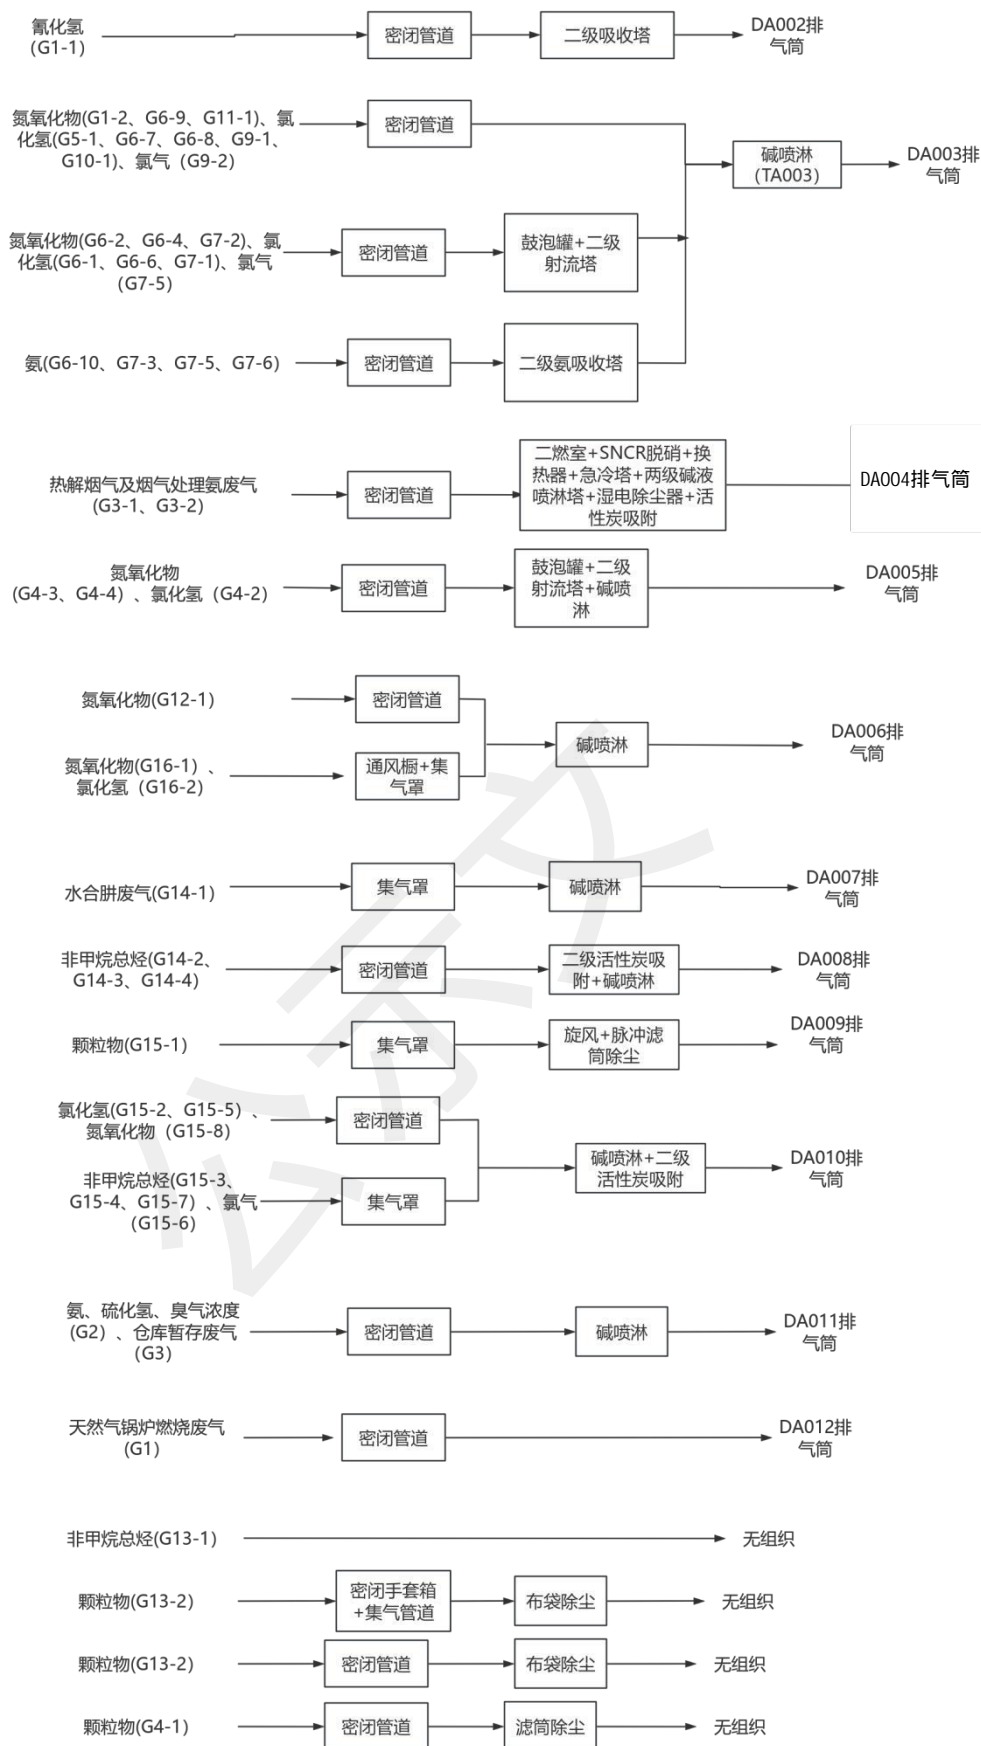 氰化氢
（G1-1）
密闭管道
二级吸收塔
DA002排
气筒
氮氧化物(G1-2、G6-9、G11-1)、氯
化氢(G5-1、G6-7、G6-8、G9-1、
G10-1)、氯气（G9-2）
密闭管道
碱喷淋
（TA003）
DA003排
气筒
氮氧化物(G6-2、G6-4、G7-2)、氯
化氢(G6-1、G6-6、G7-1)、氯气
（G7-5）
密闭管道
鼓泡罐+二级
射流塔
氨(G6-10、G7-3、G7-5、G7-6）
密闭管道
二级氨吸收塔
热解烟气及烟气处理氨废气
(G3-1、G3-2）
密闭管道
二燃室+SNCR脱硝+换
热器+急冷塔+两级碱液
喷淋塔+湿电除尘器+活
性炭吸附
DA004排气筒
氮氧化物
(G4-3、G4-4）、氯化氢（G4-2）
密闭管道
鼓泡罐+二级
射流塔+碱喷
淋
DA005排
气筒
氮氧化物(G12-1）
密闭管道
氮氧化物(G16-1）、
氯化氢（G16-2）
通风橱+集
气罩
碱喷淋
DA006排
气筒
水合肼废气(G14-1）
集气罩
碱喷淋
DA007排
气筒
非甲烷总烃(G14-2、
G14-3、G14-4）
密闭管道
二级活性炭吸
附+碱喷淋
DA008排
气筒
颗粒物(G15-1）
集气罩
旋风+脉冲滤
筒除尘
DA009排
气筒
氯化氢(G15-2、G15-5）、
氮氧化物（G15-8）
密闭管道
非甲烷总烃(G15-3、
G15-4、G15-7）、氯气
（G15-6）
集气罩
碱喷淋+二级
活性炭吸附
DA010排
气筒
氨、硫化氢、臭气浓度
(G2）、仓库暂存废气
（G3）
密闭管道
碱喷淋
DA011排
气筒
天然气锅炉燃烧废气
(G1）
密闭管道
DA012排
气筒
非甲烷总烃(G13-1）
无组织
颗粒物(G13-2）
密闭手套箱
+集气管道
布袋除尘
无组织
颗粒物(G13-2）
密闭管道
布袋除尘
无组织
颗粒物(G4-1）
密闭管道
滤筒除尘
无组织
公示文